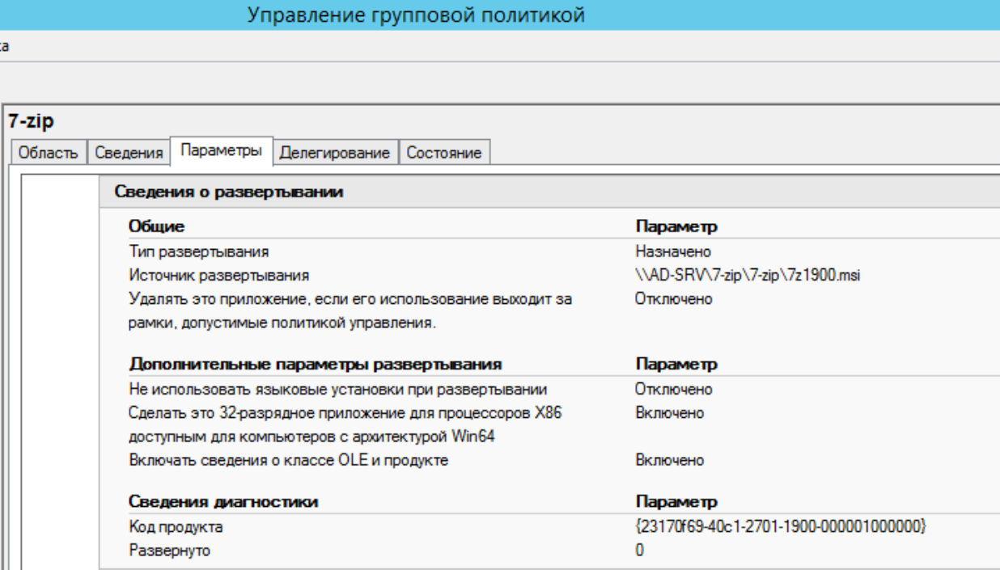 Управление групповой политикой
ка
7-zip
Область Сведения Параметры Делегирование Состояние
Сведения о развертывании
Общие Параметр
Тип развертывания Назначено
Источник развертывания \\AD-SRV\7-zip\7-zip\7z1900.msi
Удалять это приложение, если его использование выходит за Отключено
рамки, допустимые политикой управления.
Дополнительные параметры развертывания Параметр
Не использовать языковые установки при развертывании Отключено
Сделать это 32-разрядное приложение для процессоров X86 Включено
доступным для компьютеров с архитектурой Win64
Включать сведения о классе OLE и продукте Включено
Сведения диагностики Параметр
Код продукта {23170f69-40c1-2701-1900-000001000000}
Развернуто 0